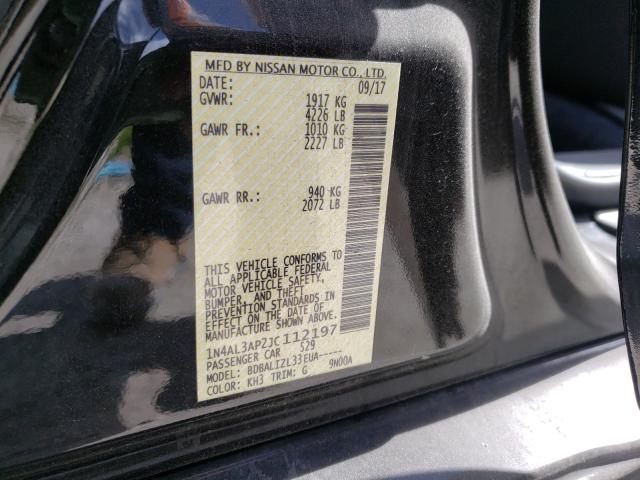 MFD BY NISSAN MOTOR CO., LTD.
DATE: 09/17
GVWR: 1917 KG
4226 LB
GAWR FR.: 1010 KG
2227 LB
GAWR RR.: 940 KG
2072 LB
THIS VEHICLE CONFORMS TO
ALL APPLICABLE FEDERAL
MOTOR VEHICLE SAFETY,
BUMPER, AND THEFT
PREVENTION STANDARDS IN
EFFECT ON THE DATE OF
MANUFACTURE SHOWN ABOVE.
1N4AL3AP2JC112197
PASSENGER CAR 529
MODEL: BDBALIZL33EUA-----
COLOR: KH3 TRIM: G 9N00A